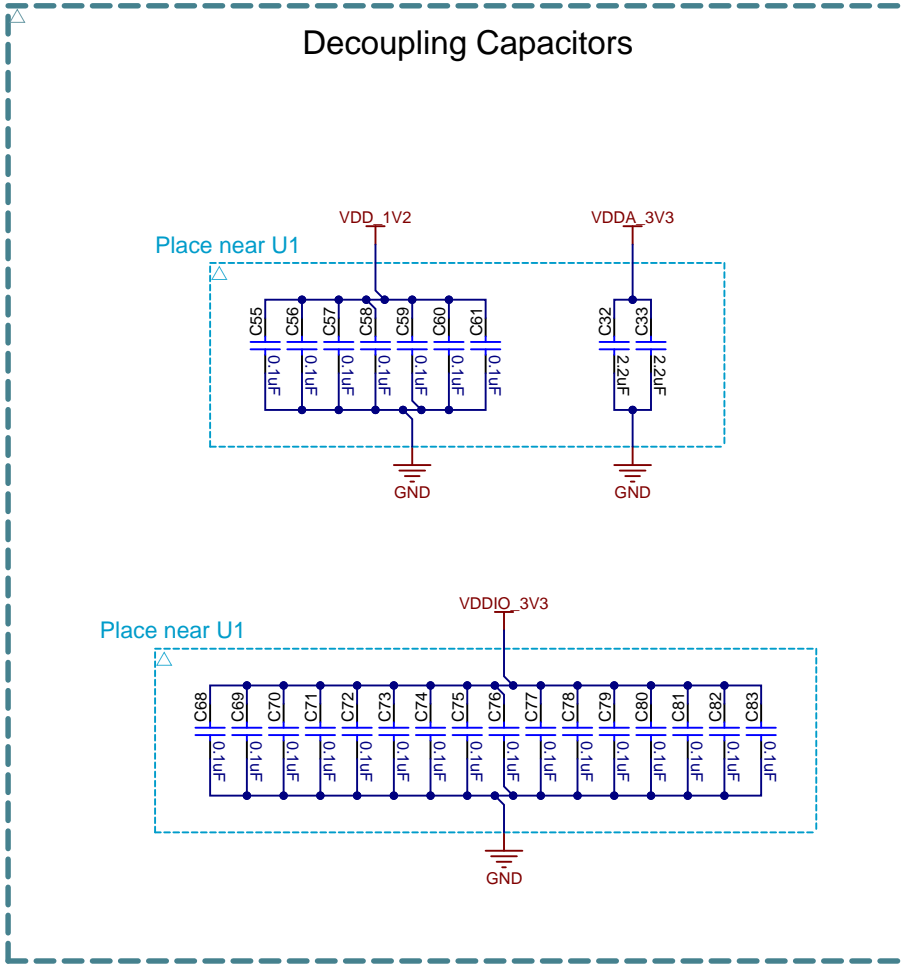 Decoupling Capacitors
VDD_1V2
VDDA_3V3
Place near U1
C55 C56 C57 C58 C59 C60 C61
C32 C33
0.1uF 0.1uF 0.1uF 0.1uF 0.1uF 0.1uF 0.1uF
2.2uF 2.2uF
GND
GND
VDDIO_3V3
Place near U1
C68 C69 C70 C71 C72 C73 C74 C75 C76 C77 C78 C79 C80 C81 C82 C83
0.1uF 0.1uF 0.1uF 0.1uF 0.1uF 0.1uF 0.1uF 0.1uF 0.1uF 0.1uF 0.1uF 0.1uF 0.1uF 0.1uF 0.1uF 0.1uF
GND